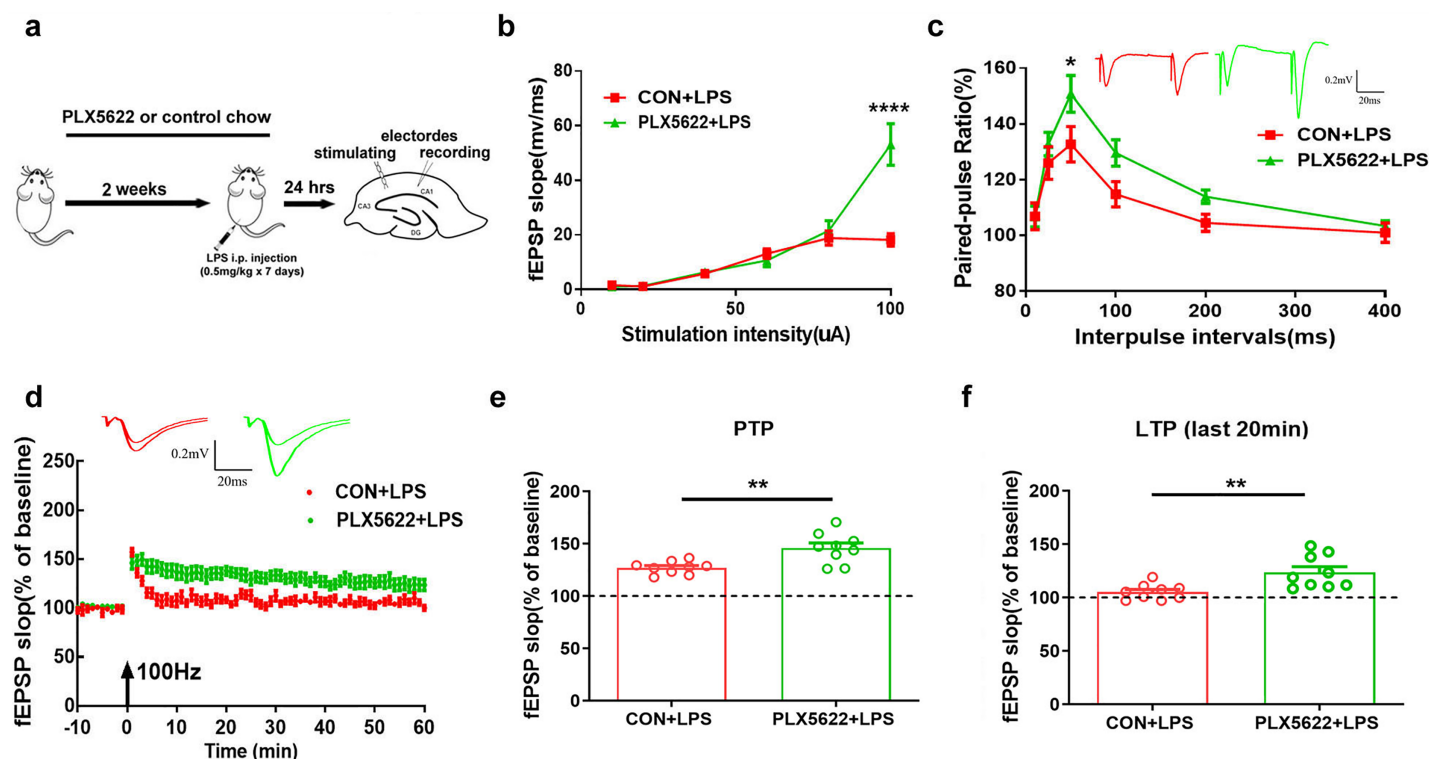 a
PLX5622 or control chow
2 weeks
24 hrs
LPS i.p. injection
(0.5mg/kg x 7 days)
electordes
stimulating recording
CA1
CA3
DG
b
fEPSP slope(mv/ms)
80
60
40
20
0
0 50 100
Stimulation intensity(uA)
CON+LPS
PLX5622+LPS
****
c
Paired-pulse Ratio(%)
160
140
120
100
80
0 100 200 300 400
Interpulse intervals(ms)
*
0.2mV
20ms
CON+LPS
PLX5622+LPS
d
fEPSP slop(% of baseline)
0.2mV
20ms
250
200
150
100
50
0
CON+LPS
PLX5622+LPS
100Hz
-10 0 10 20 30 40 50 60
Time (min)
e
PTP
fEPSP slop(% of baseline)
**
200
150
100
50
0
CON+LPS PLX5622+LPS
f
LTP (last 20min)
fEPSP slop(% of baseline)
**
200
150
100
50
0
CON+LPS PLX5622+LPS